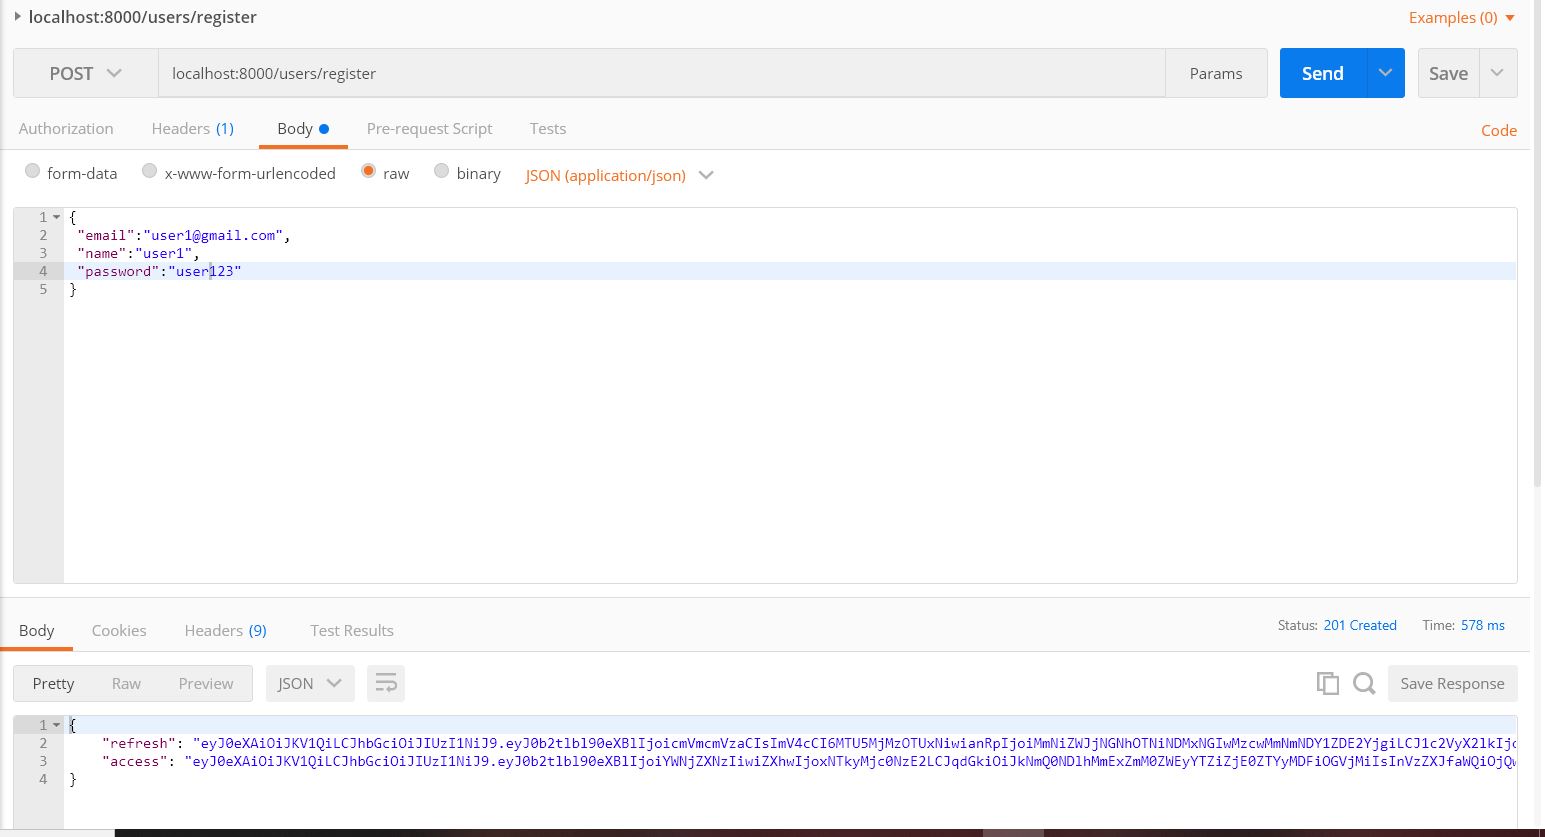 localhost:8000/users/register
Examples (0)
POST localhost:8000/users/register Params Send Save
Authorization Headers (1) Body Pre-request Script Tests Code
form-data x-www-form-urlencoded raw binary JSON (application/json)
1 {
2 "email":"user1@gmail.com",
3 "name":"user1",
4 "password":"user123"
5 }
Body Cookies Headers (9) Test Results Status: 201 Created Time: 578 ms
Pretty Raw Preview JSON Save Response
1 {
2 "refresh": "eyJ0eXAiOiJKV1QiLCJhbGciOiJIUzI1NiJ9.eyJ0b2tlbl90eXBlIjoicmVmcmVzaCIsImV4cCI6MTU5MjMzOTUxNiwianRpIjoiMmNiZWJjNGNhOTNiNDMxNGIwMzcwMmNmNDY1ZDE2YjgiLCJ1c2VyX2lkIjo
3 "access": "eyJ0eXAiOiJKV1QiLCJhbGciOiJIUzI1NiJ9.eyJ0b2tlbl90eXBlIjoiYWNjZXNzIiwiZXhwIjoxNTkyMjc0NzE2LCJqdGkiOiJkNmQ0NDlhMmExZmM0ZWEyYTZiZjE0ZTYyMDFiOGVjMiIsInVzZXJfaWQiOjQw
4 }